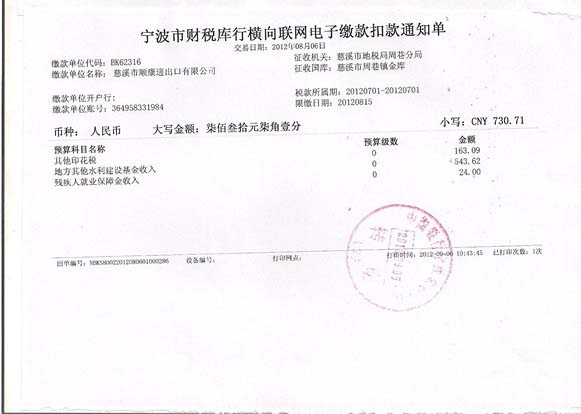 宁波市财税库行横向联网电子缴款扣款通知单
交易日期：2012年08月06日
缴款单位代码：BK62316
征收机关：慈溪市地税局周巷分局
缴款单位名称：慈溪市顺康进出口有限公司
征收国库：慈溪市周巷镇金库
缴款单位开户行：
税款所属期：20120701-20120701
缴款单位账号：364958331984
限缴日期：20120815
币种： 人民币 大写金额：柒佰叁拾元柒角壹分 小写：CNY 730.71
预算科目名称 预算级数 金额
其他印花税 0 163.09
地方其他水利建设基金收入 0 543.62
残疾人就业保障金收入 0 24.00
回单编号：NBKS8002201208060100​0286 设备编号： 打印网点： 打印时间：2012-09-06 10:43:45 已打印次数：1次